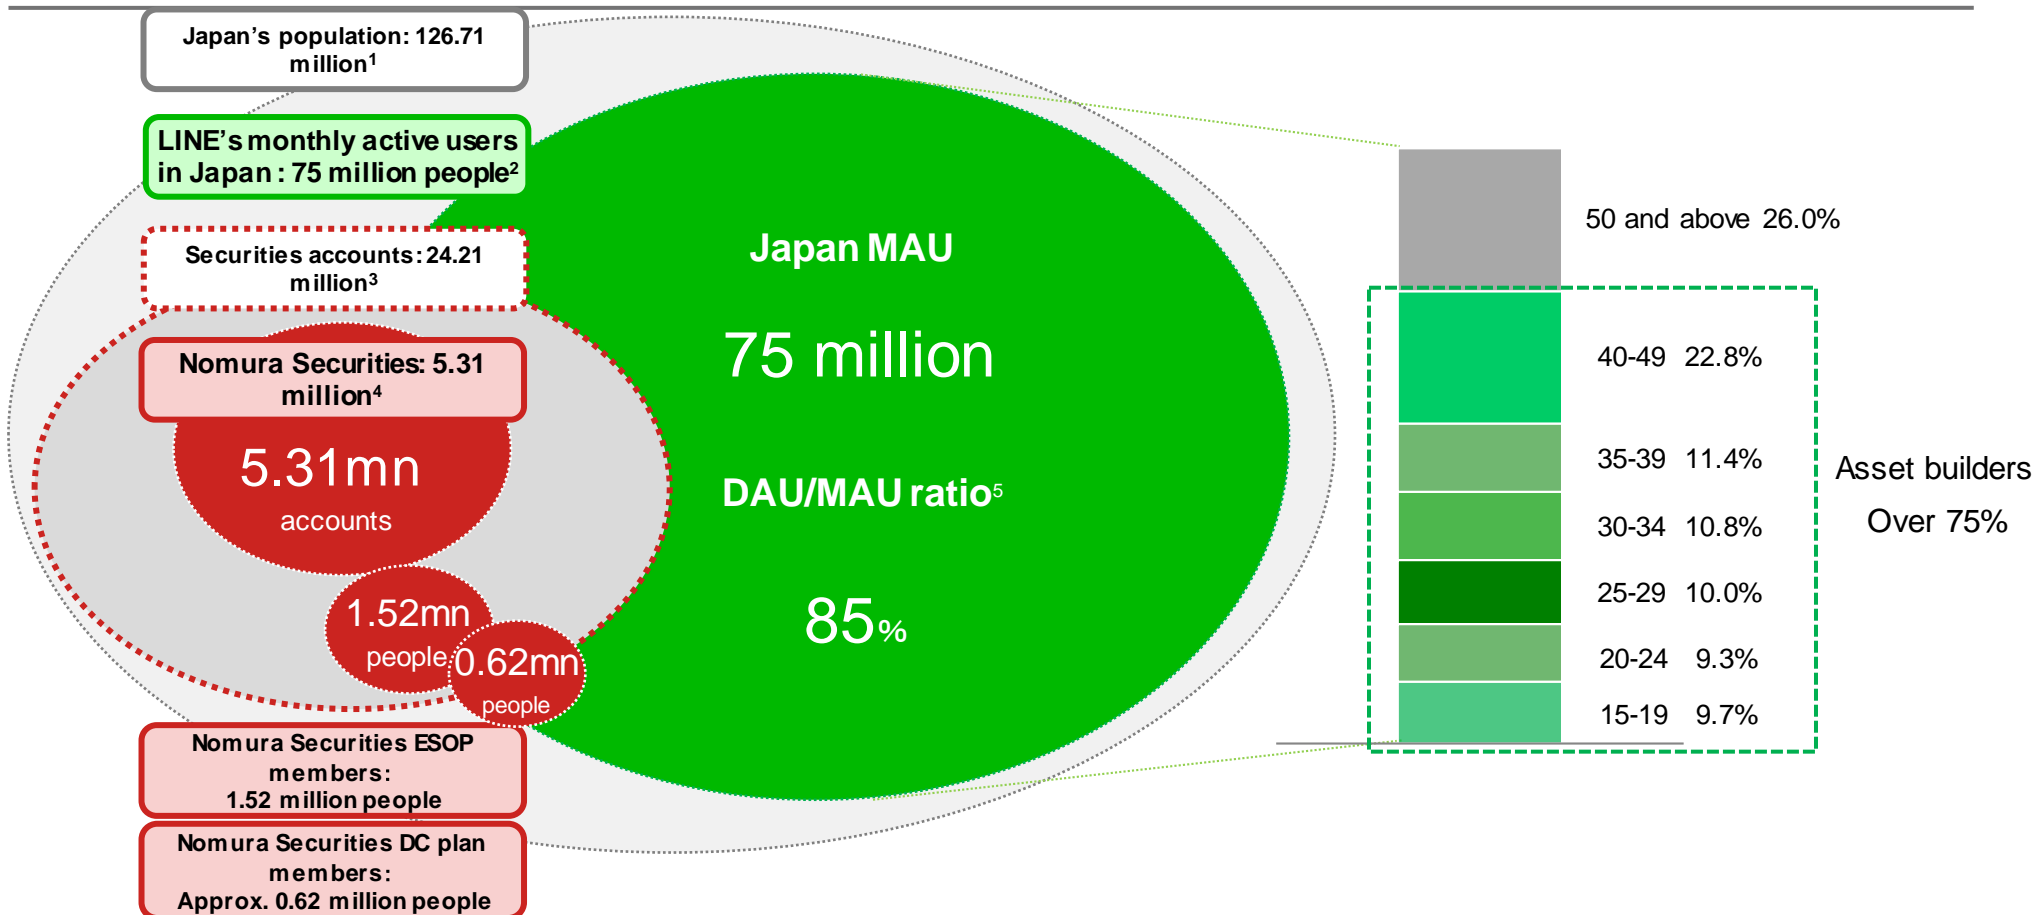 Japan's population: 126.71
million1
LINE's monthly active users
in Japan : 75 million people2
Securities accounts: 24.21
million3
Nomura Securities: 5.31
million4
5.31mn
accounts
1.52mn
people
0.62mn
people
Nomura Securities ESOP
members:
1.52 million people
Nomura Securities DC plan
members:
Approx. 0.62 million people
Japan MAU
75 million
DAU/MAU ratio5
85%
50 and above 26.0%
40-49 22.8%
35-39 11.4%
30-34 10.8%
25-29 10.0%
20-24 9.3%
15-19 9.7%
Asset builders
Over 75%